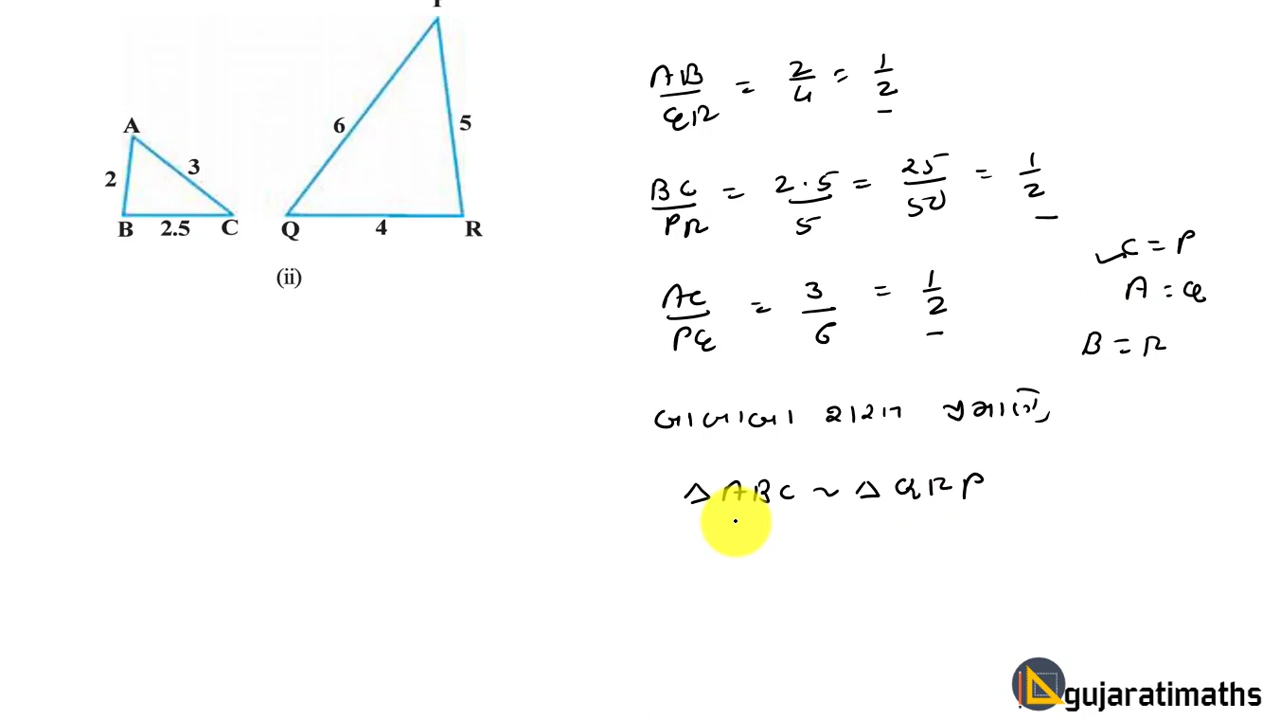 P
A
2
3
B 2.5 C
6
5
Q 4 R
(ii)
AB/QR = 2/4 = 1/2
BC/PR = 2.5/5 = 25/50 = 1/2
AC/PQ = 3/6 = 1/2
C = P
A = Q
B = R
બાબાબા શરત
Δ ABC ~ Δ QRP
gujaratimaths